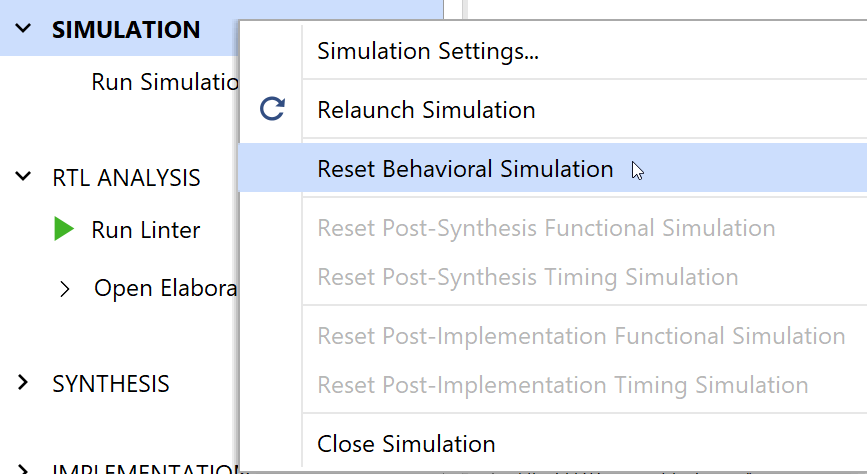 SIMULATION
Simulation Settings...
Run Simulatio
Relaunch Simulation
Reset Behavioral Simulation
RTL ANALYSIS
Run Linter
Reset Post-Synthesis Functional Simulation
Reset Post-Synthesis Timing Simulation
Open Elabora
Reset Post-Implementation Functional Simulation
SYNTHESIS
Reset Post-Implementation Timing Simulation
Close Simulation
IMPLEMENTATION